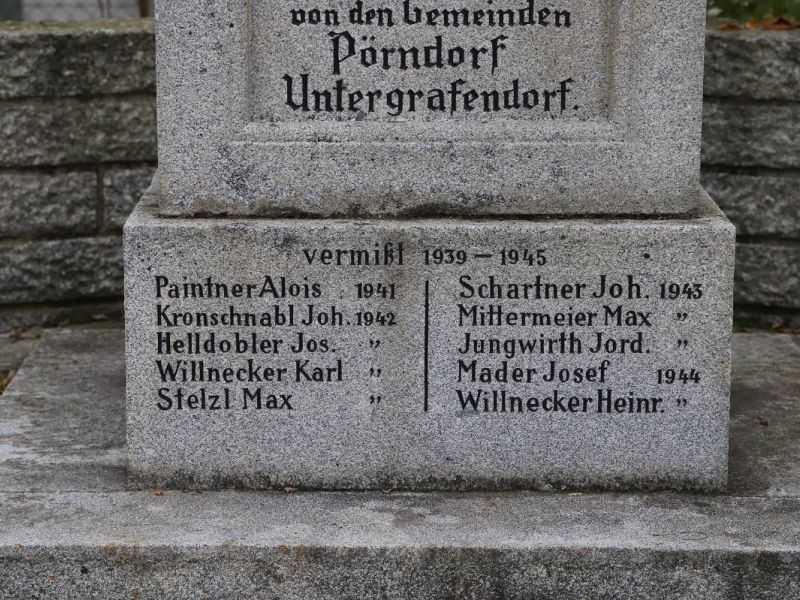 von den Gemeinden
Pörndorf
Untergrafendorf.
vermißt 1939 – 1945
Paintner Alois 1941
Kronschnabl Joh. 1942
Helldobler Jos. "
Willnecker Karl "
Stelzl Max "
Schartner Joh. 1943
Mittermeier Max "
Jungwirth Jord. "
Mader Josef 1944
Willnecker Heinr. "